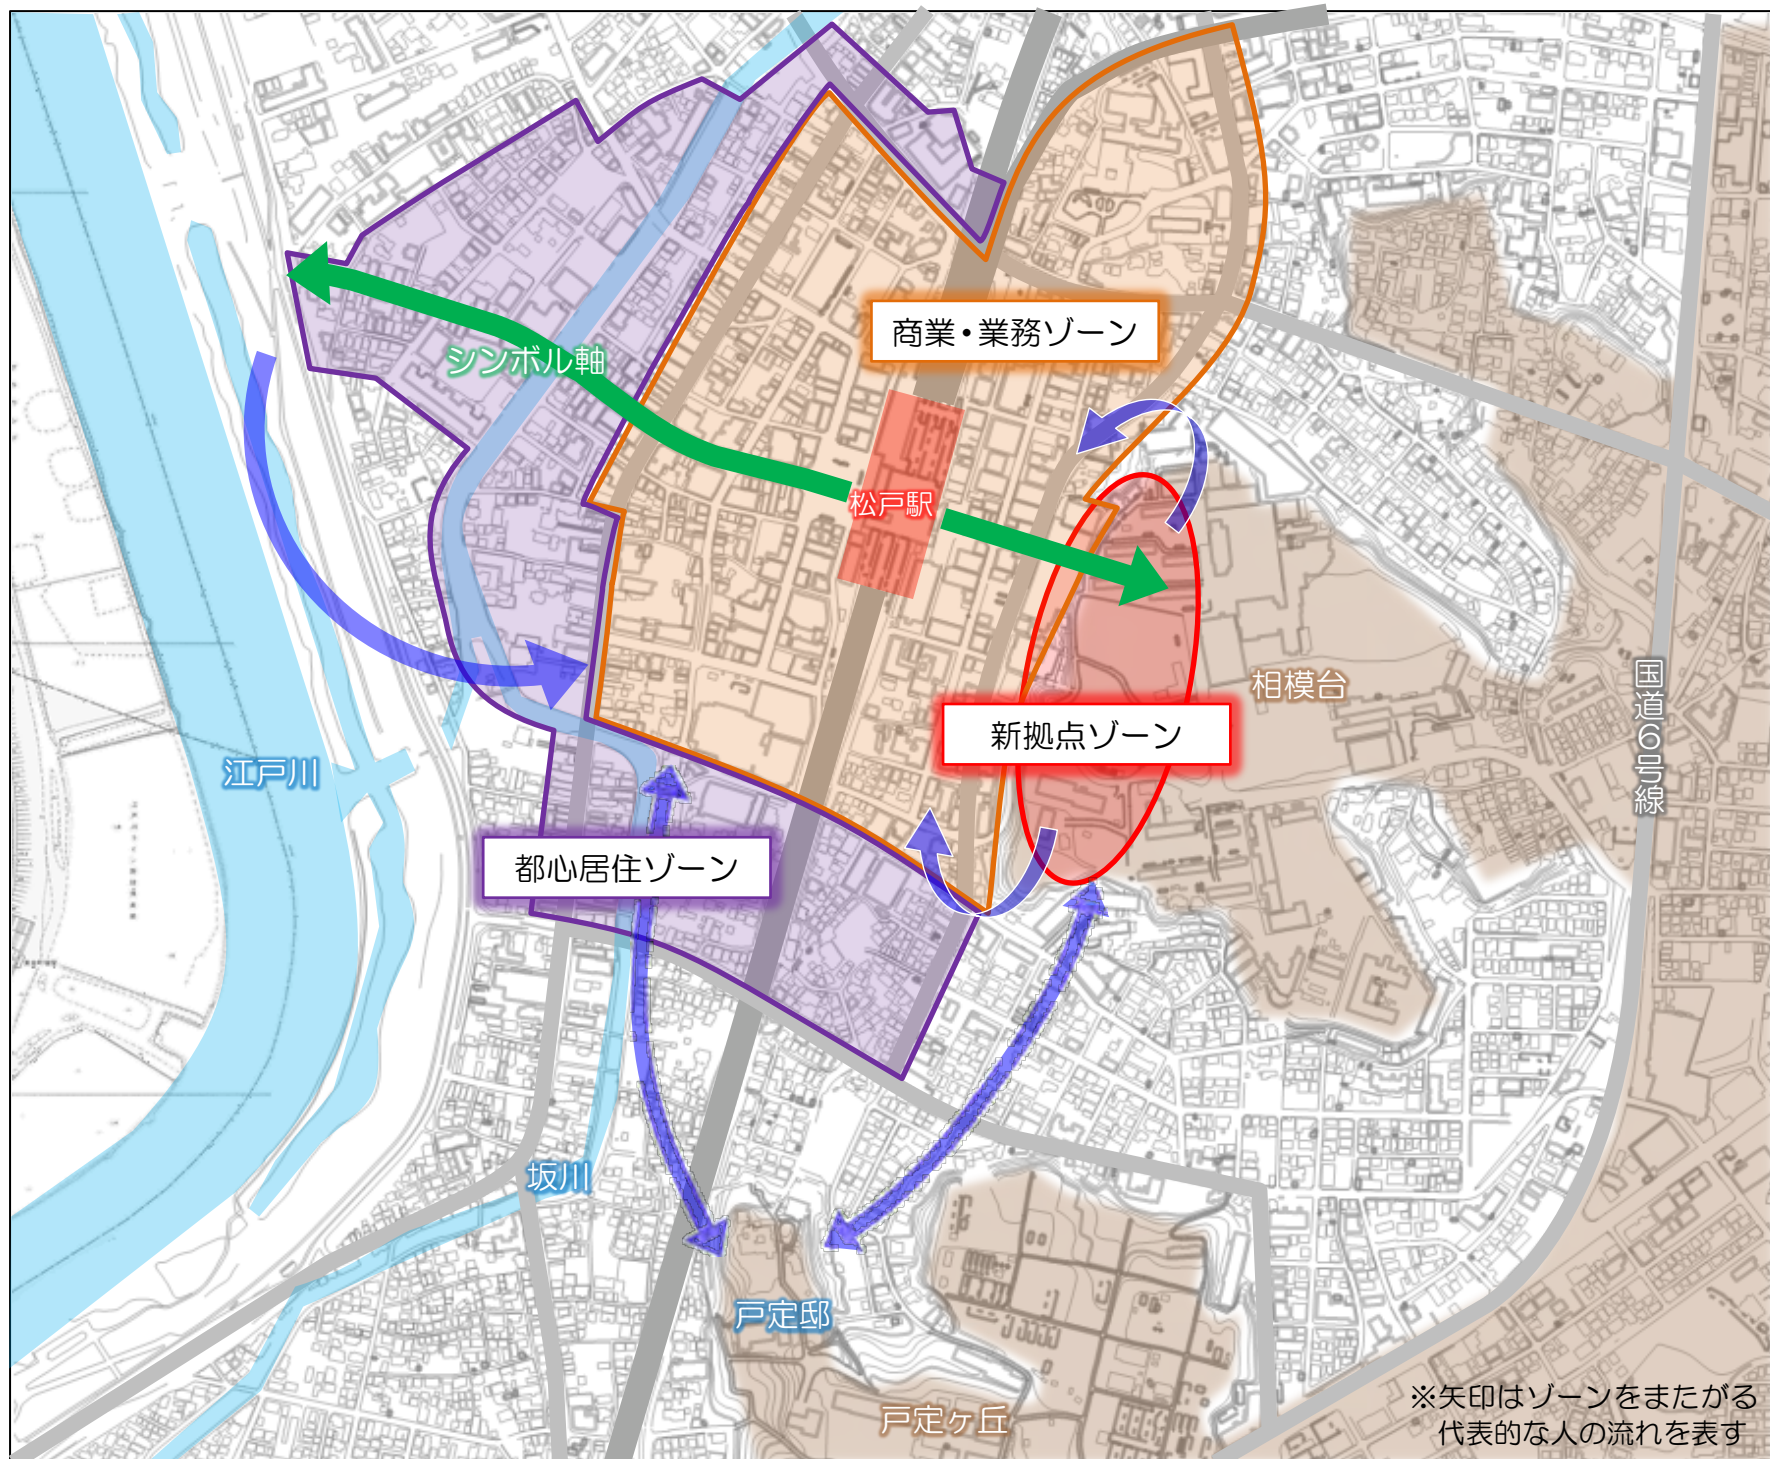 商業・業務ゾーン
シンボル軸
松戸駅
相模台
国道6号線
新拠点ゾーン
江戸川
都心居住ゾーン
坂川
戸定邸
戸定ヶ丘
※矢印はゾーンをまたがる
代表的な人の流れを表す